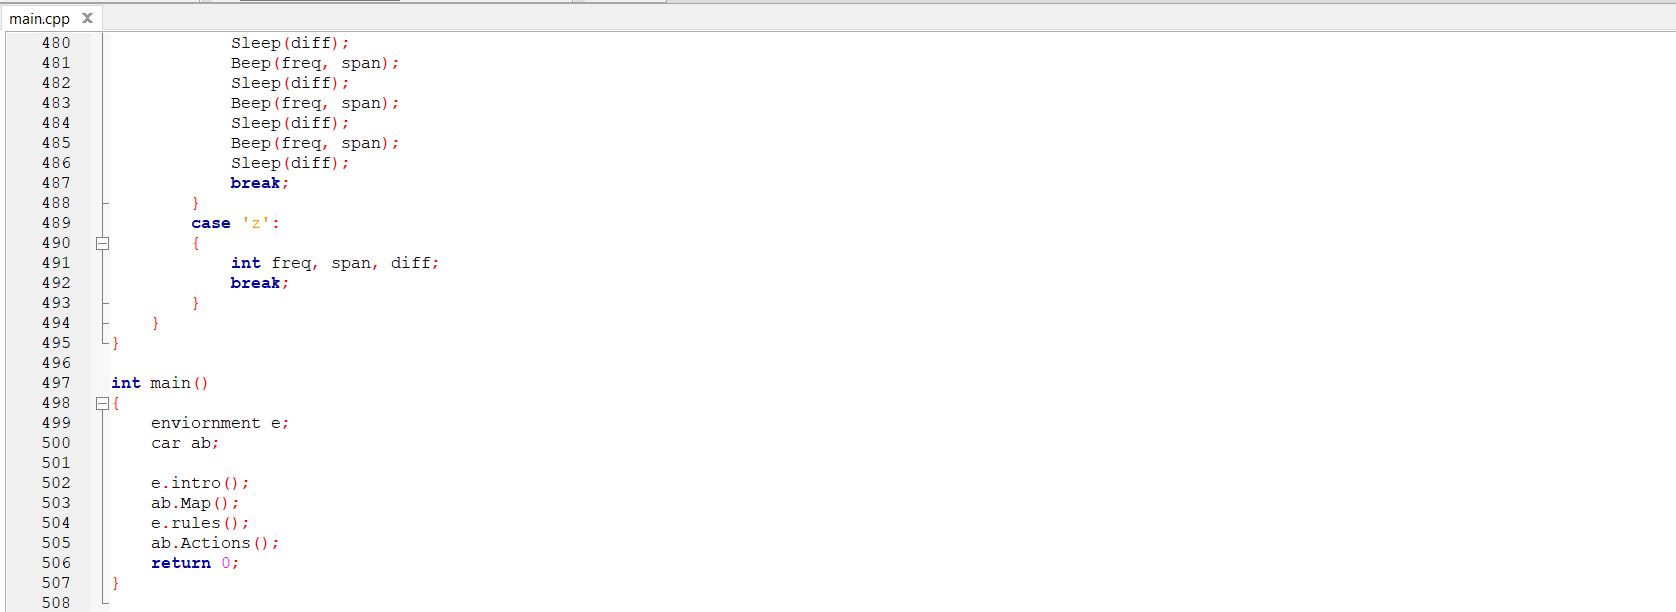 main.cpp X
480 Sleep(diff);
481 Beep(freq, span);
482 Sleep(diff);
483 Beep(freq, span);
484 Sleep(diff);
485 Beep(freq, span);
486 Sleep(diff);
487 break;
488 }
489 case 'z':
490 {
491 int freq, span, diff;
492 break;
493 }
494 }
495 }
496
497 int main()
498 {
499 enviornment e;
500 car ab;
501
502 e.intro();
503 ab.Map();
504 e.rules();
505 ab.Actions();
506 return 0;
507 }
508